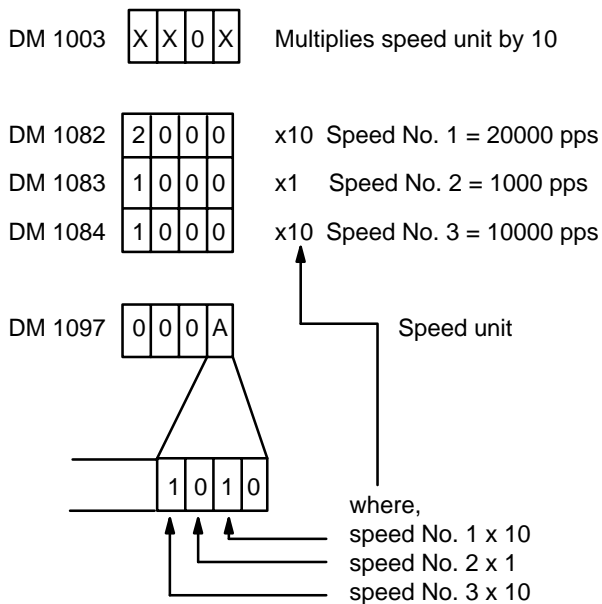 DM 1003 X X 0 X Multiplies speed unit by 10
DM 1082 2 0 0 0 x10 Speed No. 1 = 20000 pps
DM 1083 1 0 0 0 x1 Speed No. 2 = 1000 pps
DM 1084 1 0 0 0 x10 Speed No. 3 = 10000 pps
DM 1097 0 0 0 A Speed unit
1 0 1 0
where,
speed No. 1 x 10
speed No. 2 x 1
speed No. 3 x 10